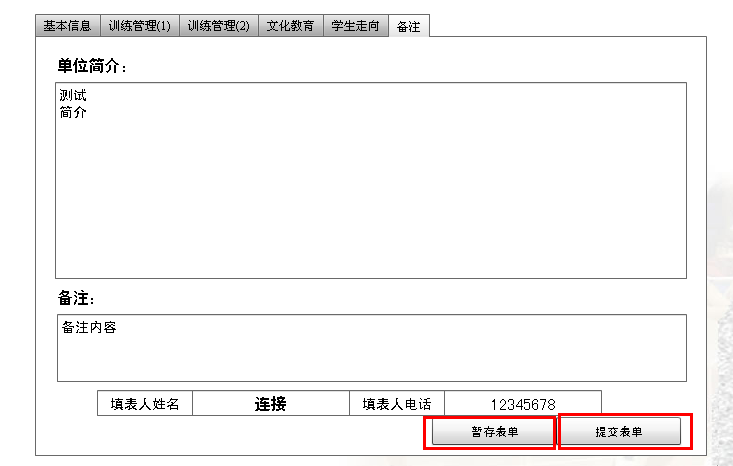 基本信息 训练管理(1) 训练管理(2) 文化教育 学生走向 备注
单位简介：
测试
简介
备注：
备注内容
填表人姓名 连接 填表人电话 12345678
暂存表单 提交表单